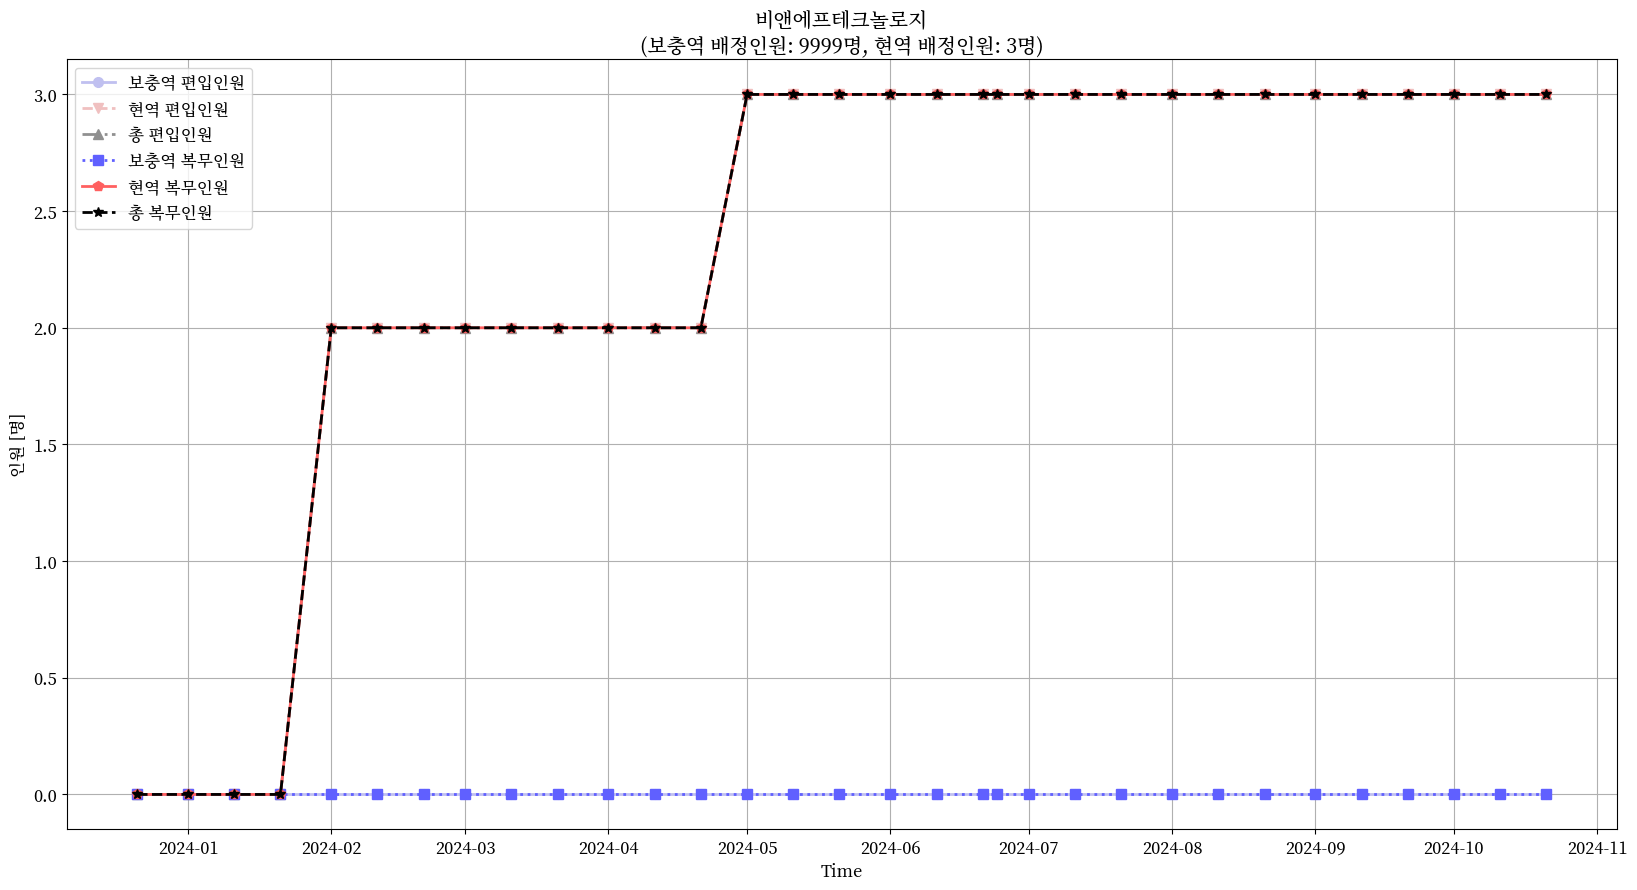 비앤에프테크놀로지
(보충역 배정인원: 9999명, 현역 배정인원: 3명)
보충역 편입인원
현역 편입인원
총 편입인원
보충역 복무인원
현역 복무인원
총 복무인원
3.0
2.5
2.0
1.5
1.0
0.5
0.0
인원 [명]
2024-01
2024-02
2024-03
2024-04
2024-05
2024-06
2024-07
2024-08
2024-09
2024-10
2024-11
Time